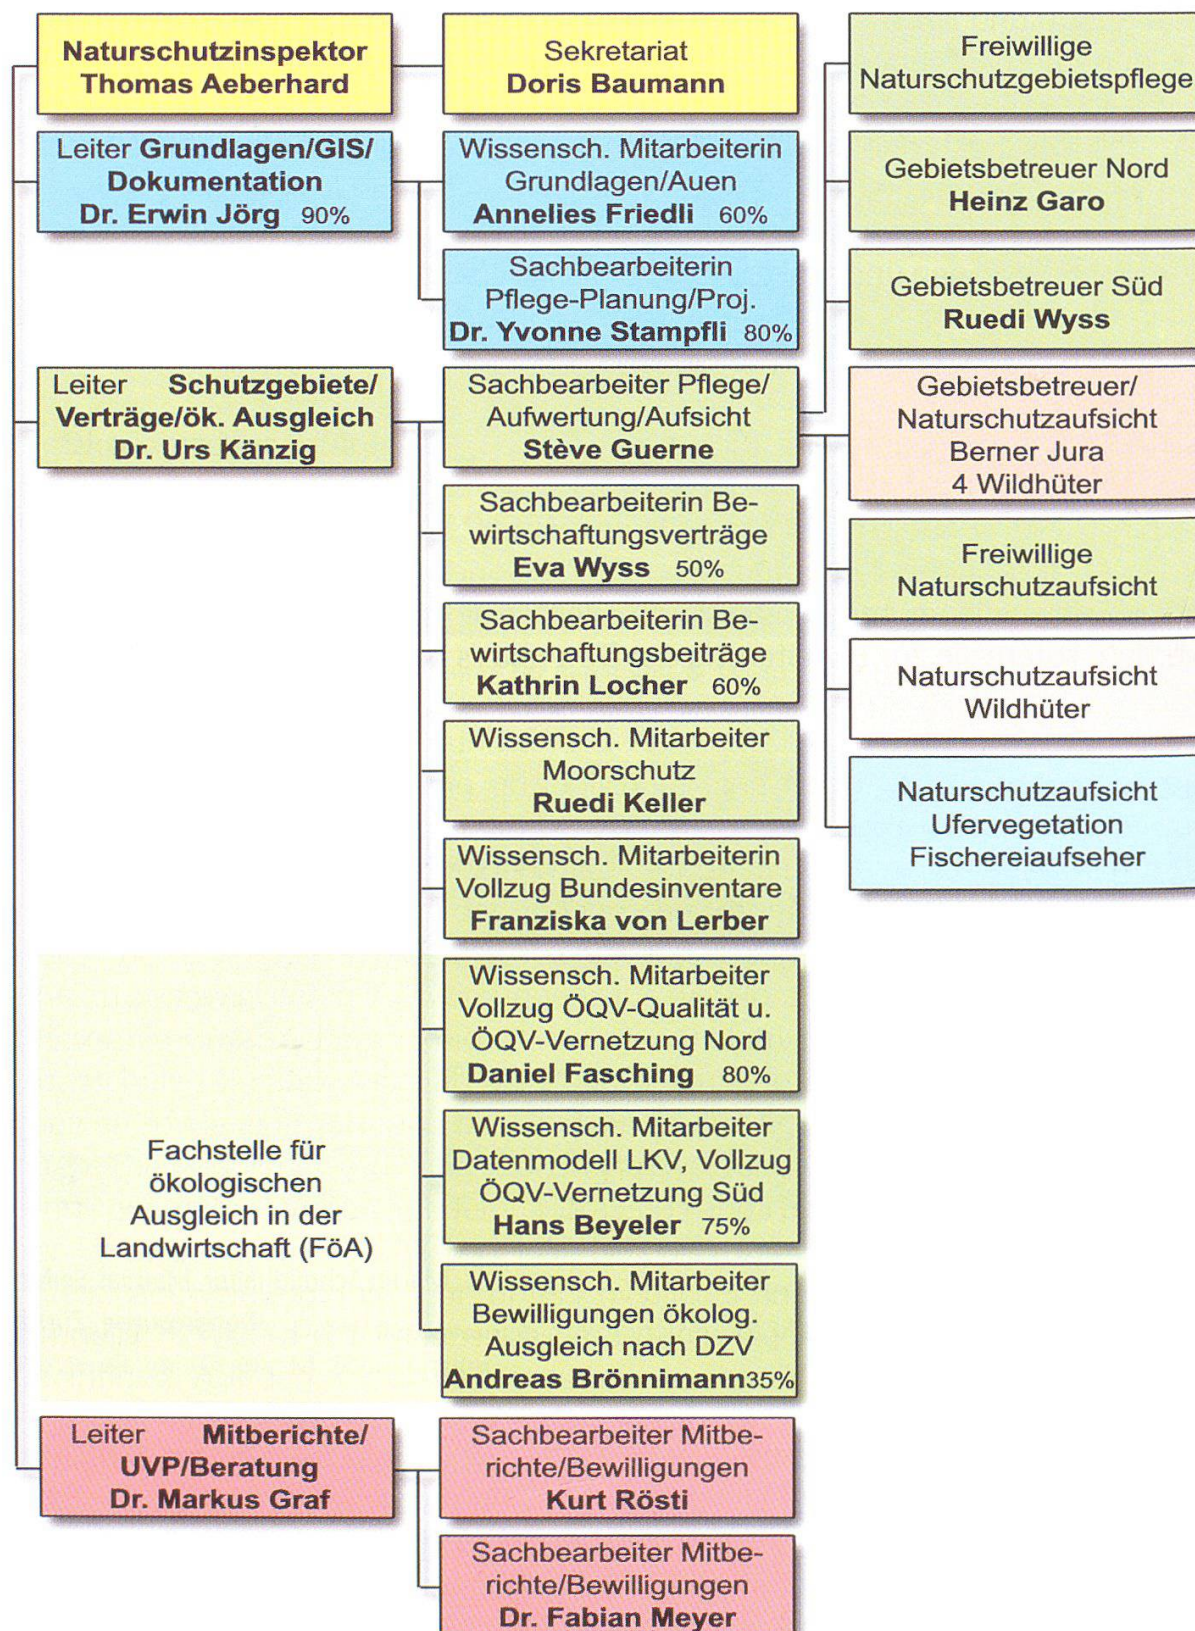 Naturschutzinspektor
Thomas Aeberhard
Sekretariat
Doris Baumann
Leiter Grundlagen/GIS/
Dokumentation
Dr. Erwin Jörg 90%
Wissensch. Mitarbeiterin
Grundlagen/Auen
Annelies Friedli 60%
Sachbearbeiterin
Pflege-Planung/Proj.
Dr. Yvonne Stampfli 80%
Leiter Schutzgebiete/
Verträge/ök. Ausgleich
Dr. Urs Känzig
Sachbearbeiter Pflege/
Aufwertung/Aufsicht
Stève Guerne
Sachbearbeiterin Be-
wirtschaftungsverträge
Eva Wyss 50%
Sachbearbeiterin Be-
wirtschaftungsbeiträge
Kathrin Locher 60%
Wissensch. Mitarbeiter
Moorschutz
Ruedi Keller
Wissensch. Mitarbeiterin
Vollzug Bundesinventare
Franziska von Lerber
Fachstelle für
ökologischen
Ausgleich in der
Landwirtschaft (FöA)
Wissensch. Mitarbeiter
Vollzug ÖQV-Qualität u.
ÖQV-Vernetzung Nord
Daniel Fasching 80%
Wissensch. Mitarbeiter
Datenmodell LKV, Vollzug
ÖQV-Vernetzung Süd
Hans Beyeler 75%
Wissensch. Mitarbeiter
Bewilligungen ökolog.
Ausgleich nach DZV
Andreas Brönnimann35%
Freiwillige
Naturschutzgebietspflege
Gebietsbetreuer Nord
Heinz Garo
Gebietsbetreuer Süd
Ruedi Wyss
Gebietsbetreuer/
Naturschutzaufsicht
Berner Jura
4 Wildhüter
Freiwillige
Naturschutzaufsicht
Naturschutzaufsicht
Wildhüter
Naturschutzaufsicht
Ufervegetation
Fischereiaufseher
Leiter Mitberichte/
UVP/Beratung
Dr. Markus Graf
Sachbearbeiter Mitbe-
richte/Bewilligungen
Kurt Rösti
Sachbearbeiter Mitbe-
richte/Bewilligungen
Dr. Fabian Meyer